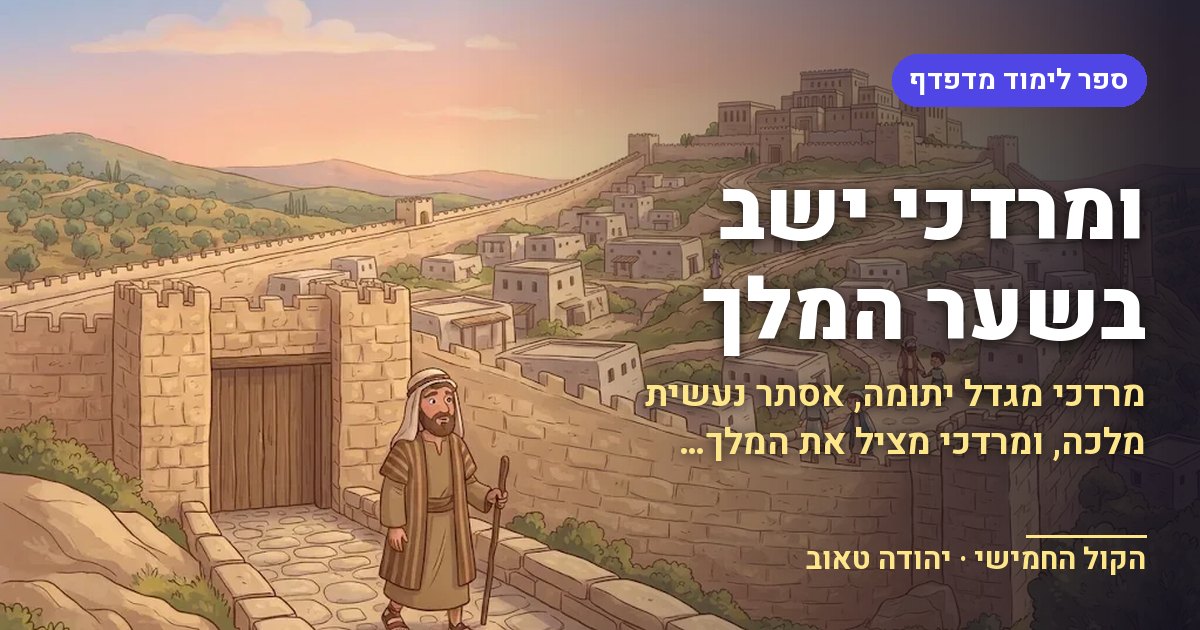 ספר לימוד מדפדף
ומרדכי ישב
בשער המלך
מרדכי מגדל יתומה, אסתר נעשית
מלכה, ומרדכי מציל את המלך...
הקול החמישי · יהודה טאוב